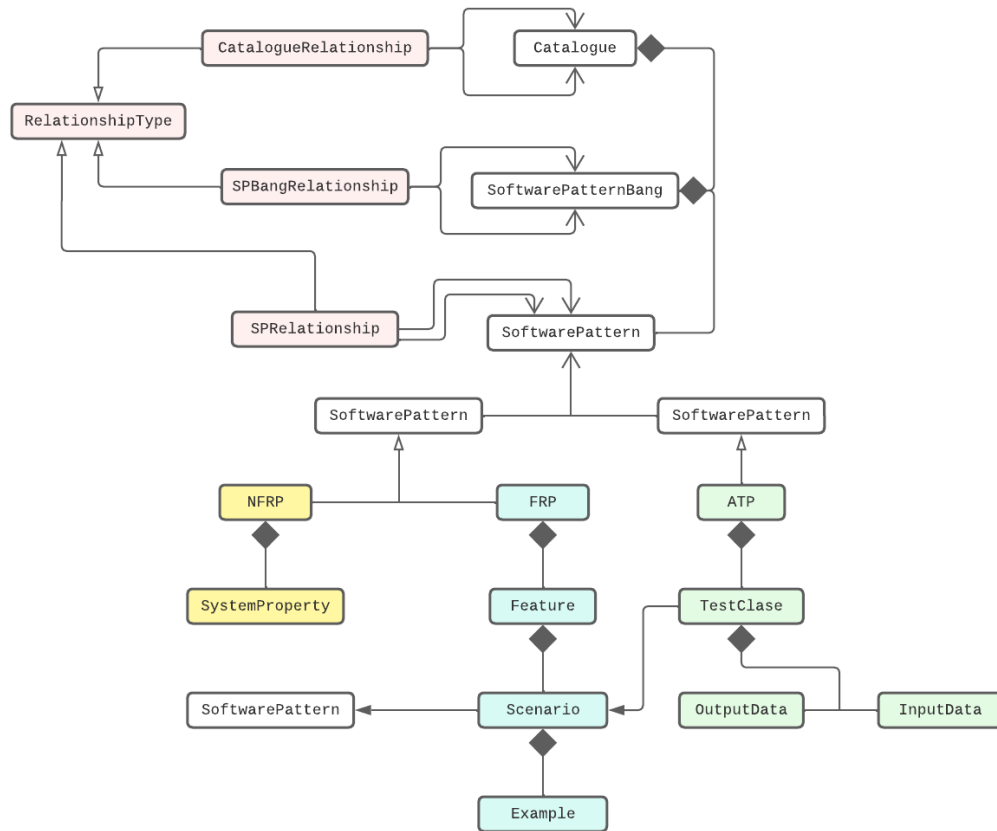 CatalogueRelationship
Catalogue
RelationshipType
SPBangRelationship
SoftwarePatternBang
SPRelationship
SoftwarePattern
SoftwarePattern
SoftwarePattern
NFRP
FRP
ATP
SystemProperty
Feature
TestClase
SoftwarePattern
Scenario
OutputData
InputData
Example